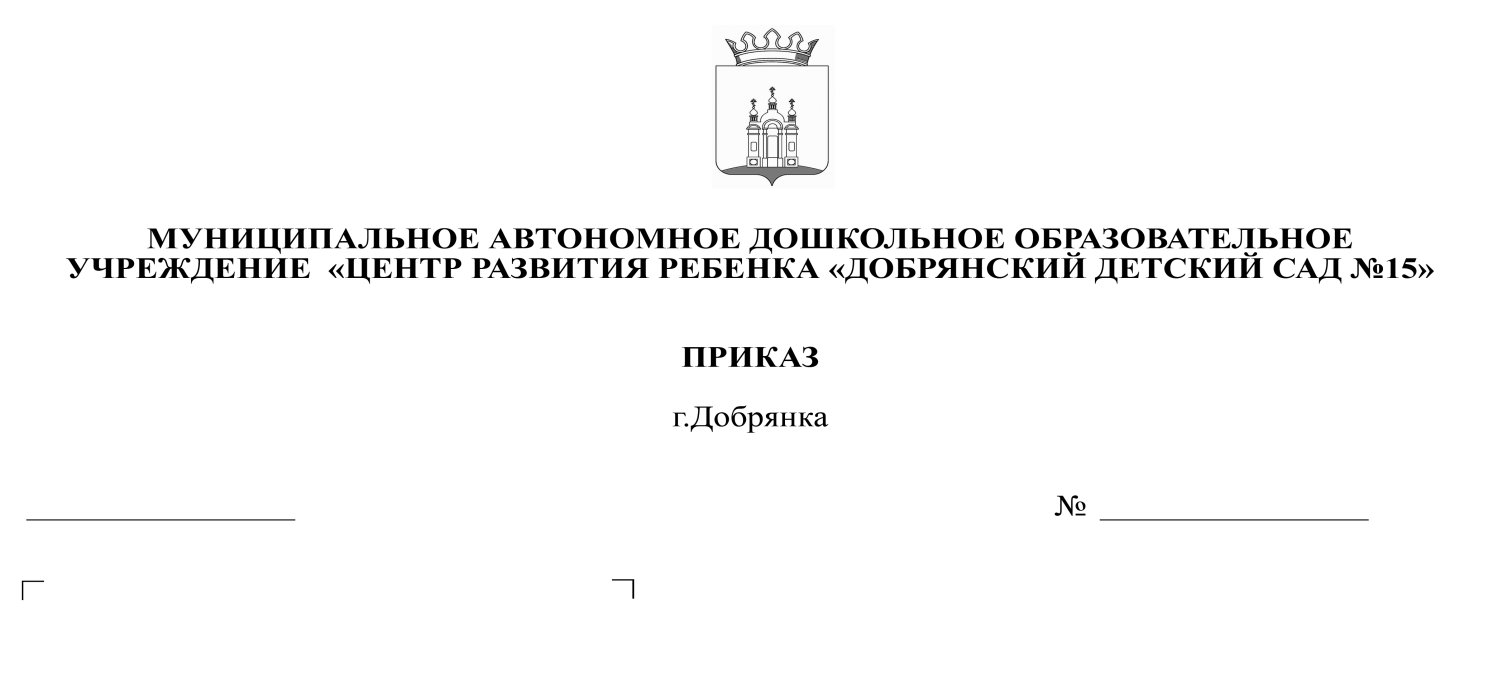 МУНИЦИПАЛЬНОЕ АВТОНОМНОЕ ДОШКОЛЬНОЕ ОБРАЗОВАТЕЛЬНОЕ
УЧРЕЖДЕНИЕ «ЦЕНТР РАЗВИТИЯ РЕБЕНКА «ДОБРЯНСКИЙ ДЕТСКИЙ САД №15»
ПРИКАЗ
г.Добрянка
№